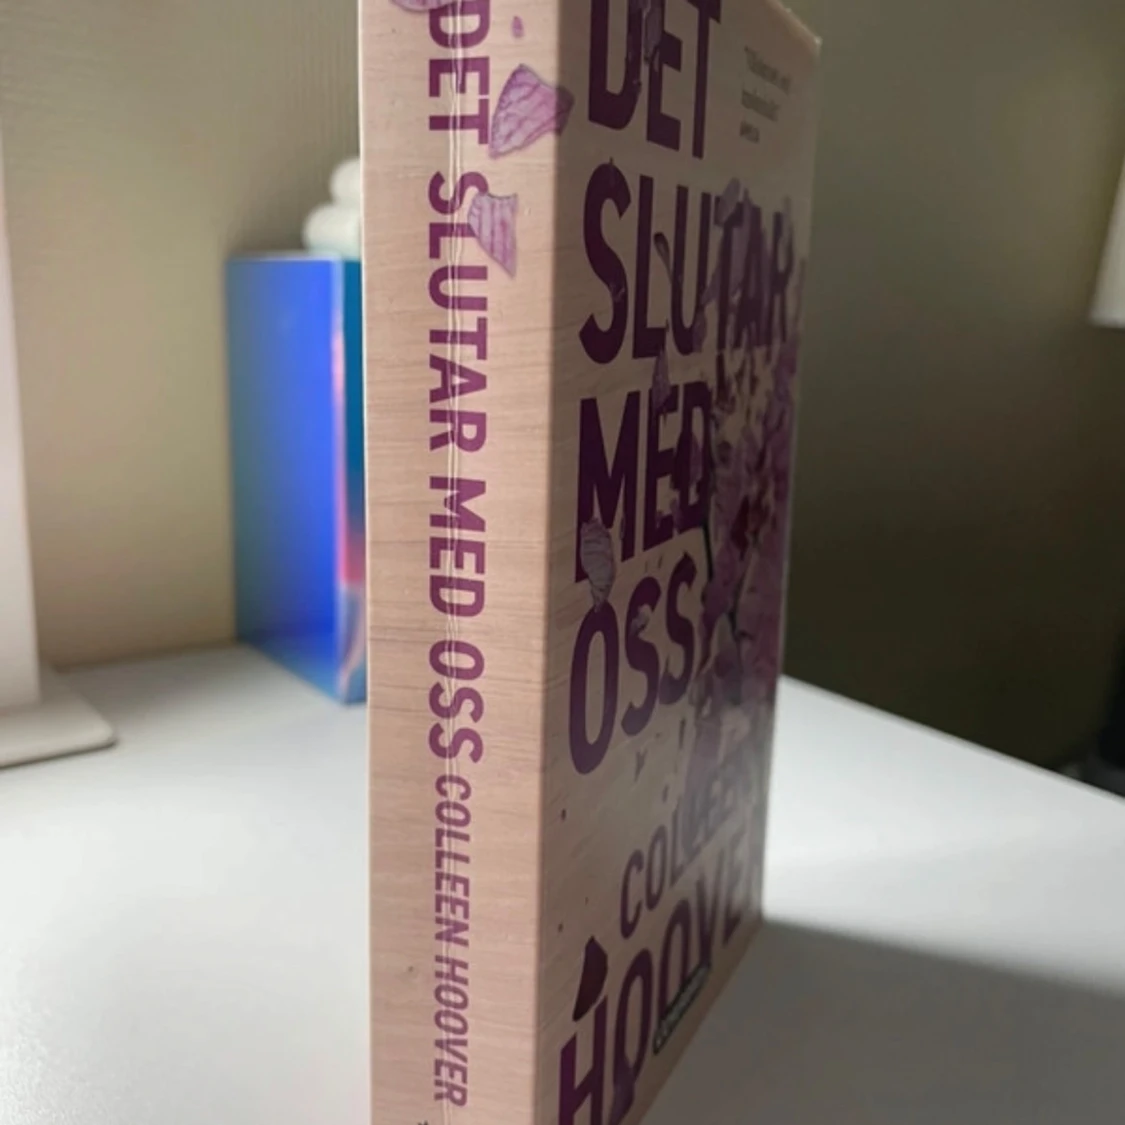 DET SLUTAR MED OSS COLLEEN HOOVER
DET
SLUTAR
MED
OSS
COLLEEN
HOOVER